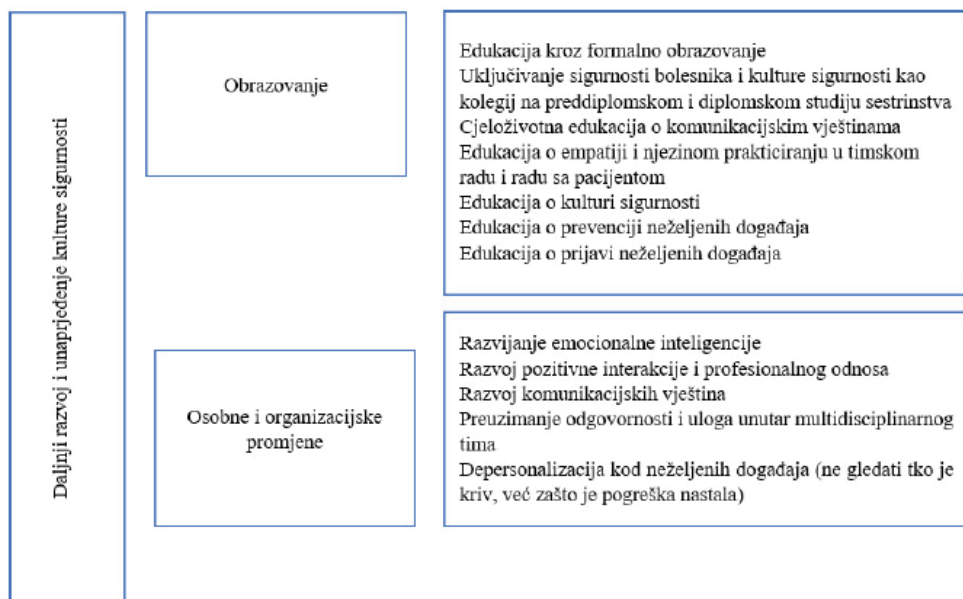 Daljnji razvoj i unaprjeđenje kulture sigurnosti
Obrazovanje
Edukacija kroz formalno obrazovanje
Uključivanje sigurnosti bolesnika i kulture sigurnosti kao
kolegij na preddiplomskom i diplomskom studiju sestrinstva
Cjeloživotna edukacija o komunikacijskim vještinama
Edukacija o empatiji i njezinom prakticiranju u timskom
radu i radu sa pacijentom
Edukacija o kulturi sigurnosti
Edukacija o prevenciji neželjenih događaja
Edukacija o prijavi neželjenih događaja
Osobne i organizacijske
promjene
Razvijanje emocionalne inteligencije
Razvoj pozitivne interakcije i profesionalnog odnosa
Razvoj komunikacijskih vještina
Preuzimanje odgovornosti i uloga unutar multidisciplinarnog
tima
Depersonalizacija kod neželjenih događaja (ne gledati tko je
kriv, već zašto je pogreška nastala)